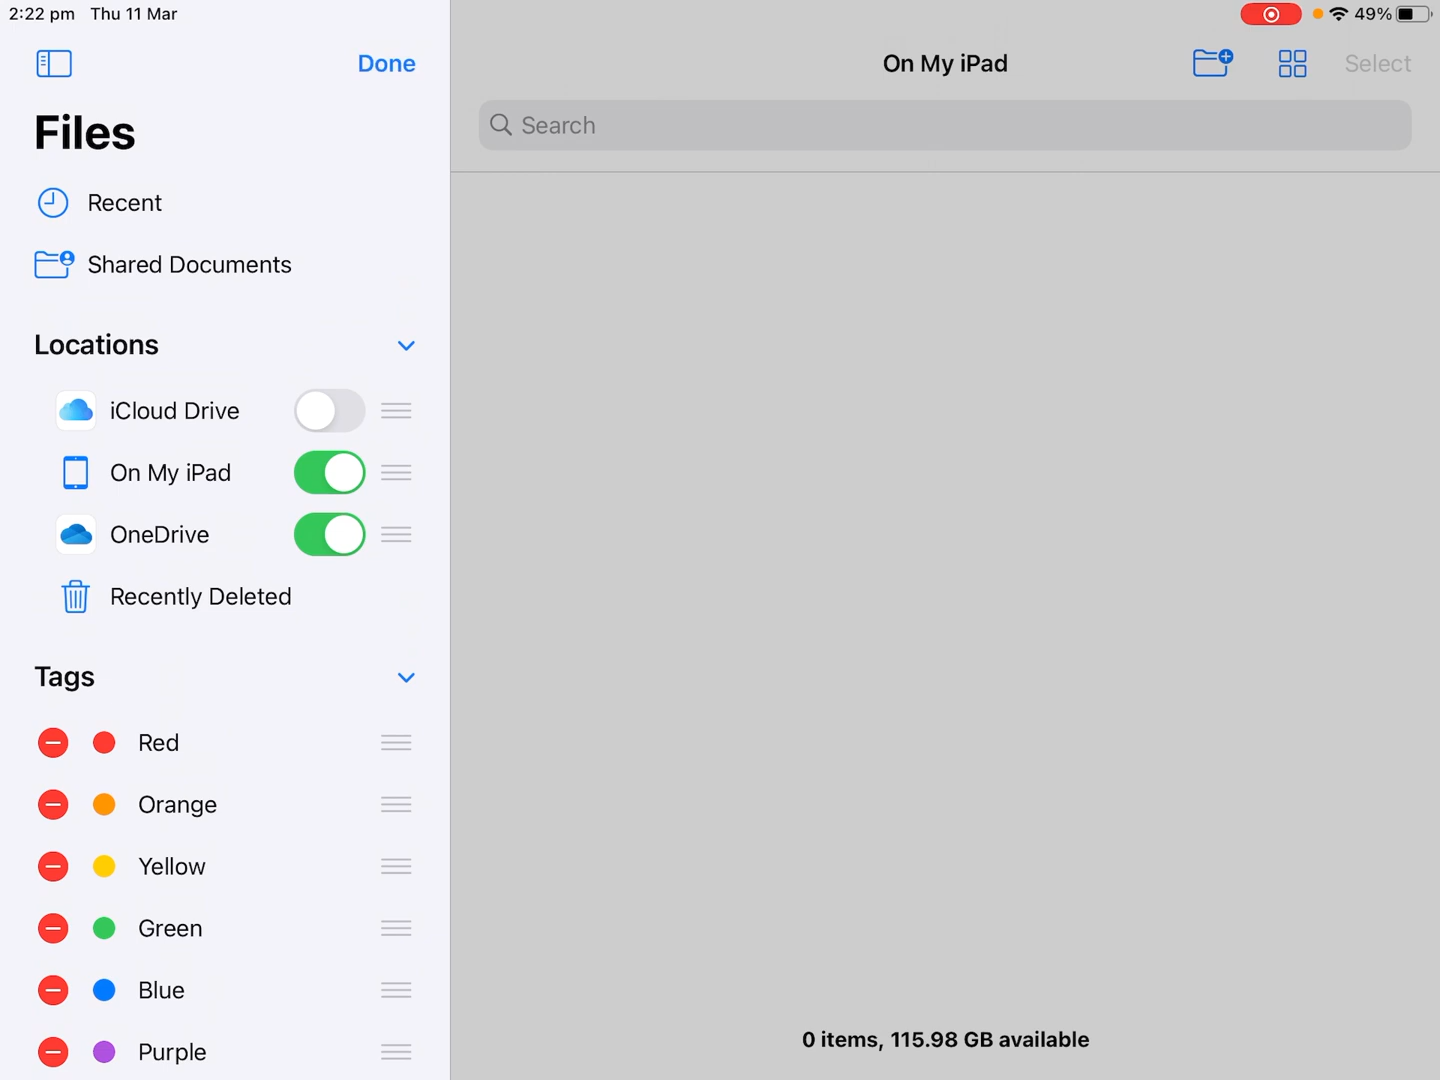 2:22 pm Thu 11 Mar
49%
Done
Files
Recent
Shared Documents
Locations
iCloud Drive
On My iPad
OneDrive
Recently Deleted
Tags
Red
Orange
Yellow
Green
Blue
Purple
On My iPad
Select
Search
0 items, 115.98 GB available